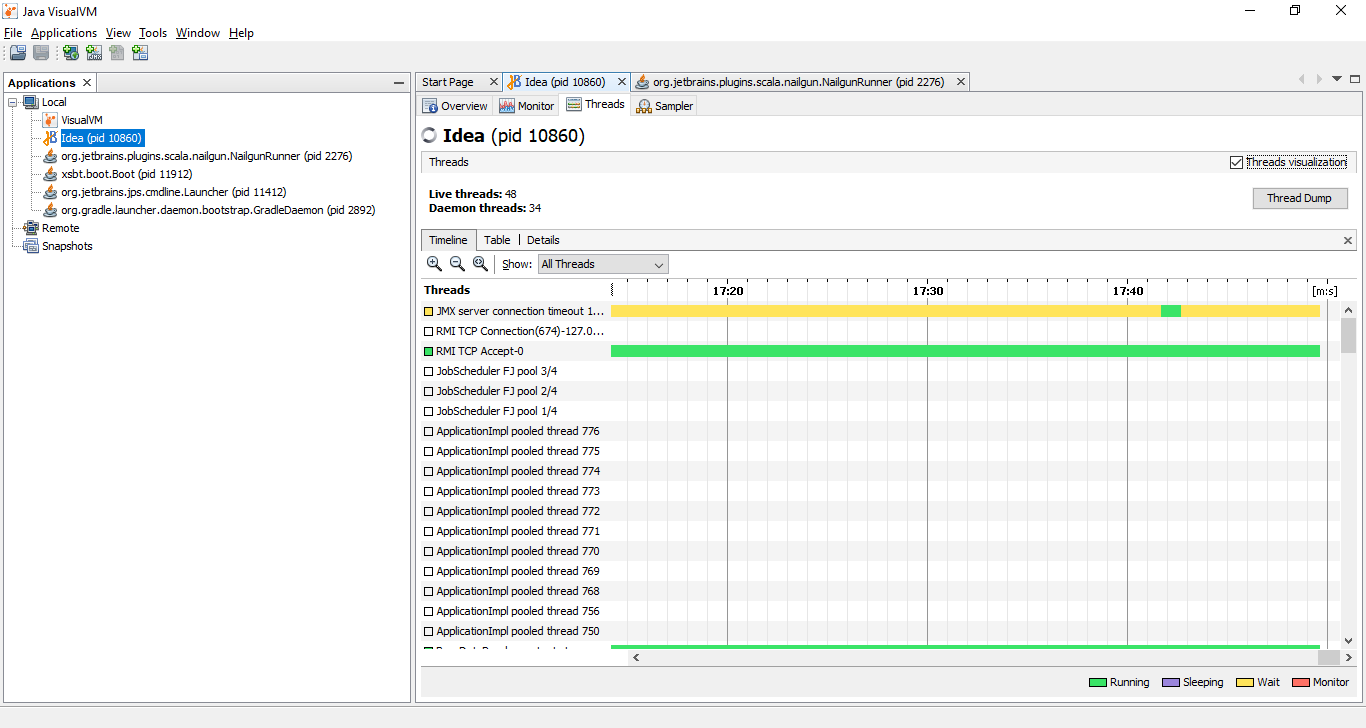 Java VisualVM
File Applications View Tools Window Help
Applications
Local
VisualVM
Idea (pid 10860)
org.jetbrains.plugins.scala.nailgun.NailgunRunner (pid 2276)
xsbt.boot.Boot (pid 11912)
org.jetbrains.jps.cmdline.Launcher (pid 11412)
org.gradle.launcher.daemon.bootstrap.GradleDaemon (pid 2892)
Remote
Snapshots
Start Page Idea (pid 10860) org.jetbrains.plugins.scala.nailgun.NailgunRunner (pid 2276)
Overview Monitor Threads Sampler
Idea (pid 10860)
Threads Threads visualization
Live threads: 48
Daemon threads: 34
Thread Dump
Timeline Table Details
Show: All Threads
Threads 17:20 17:30 17:40 [m:s]
JMX server connection timeout 1...
RMI TCP Connection(674)-127.0...
RMI TCP Accept-0
JobScheduler FJ pool 3/4
JobScheduler FJ pool 2/4
JobScheduler FJ pool 1/4
ApplicationImpl pooled thread 776
ApplicationImpl pooled thread 775
ApplicationImpl pooled thread 774
ApplicationImpl pooled thread 773
ApplicationImpl pooled thread 772
ApplicationImpl pooled thread 771
ApplicationImpl pooled thread 770
ApplicationImpl pooled thread 769
ApplicationImpl pooled thread 768
ApplicationImpl pooled thread 756
ApplicationImpl pooled thread 750
Running Sleeping Wait Monitor